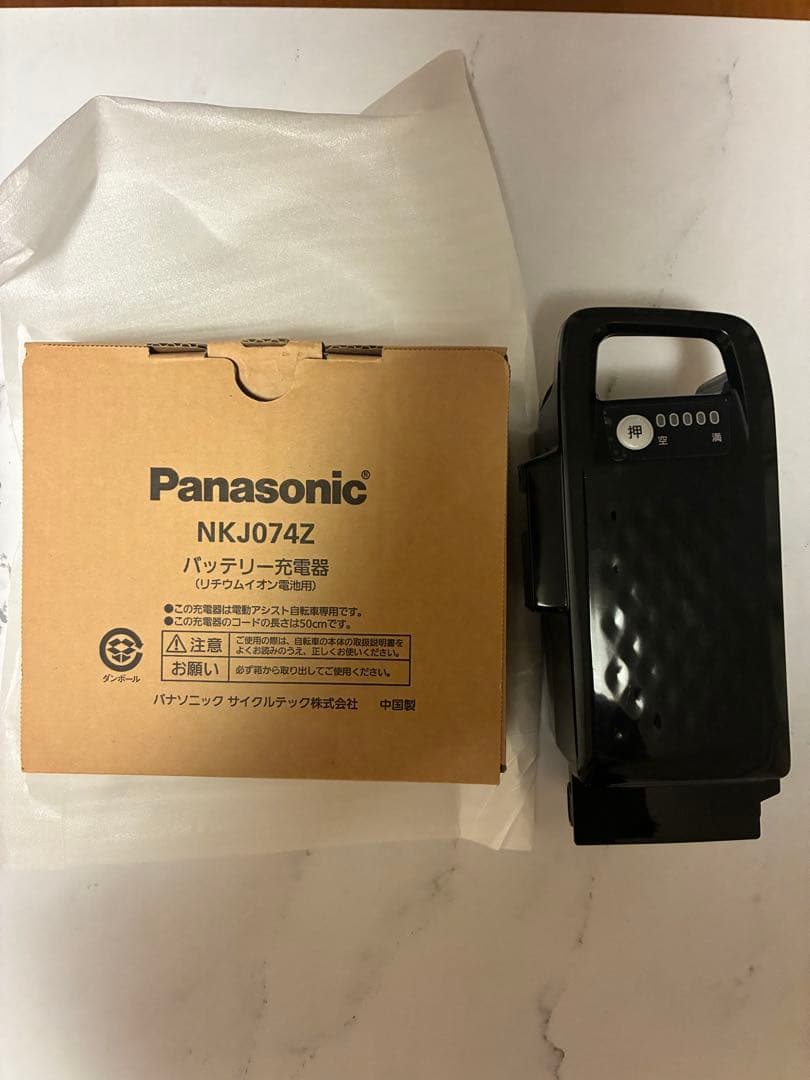 Panasonic®
NKJ074Z
バッテリー充電器
（リチウムイオン電池用）
●この充電器は電動アシスト自転車専用です。
●この充電器のコードの長さは50cmです。
注意
ご使用の際は、自転車の本体の取扱説明書を
よくお読みのうえ、正しくお使いください。
お願い
必ず箱から取り出してご使用ください。
ダンボール
パナソニック サイクルテック株式会社 中国製
押
空 満